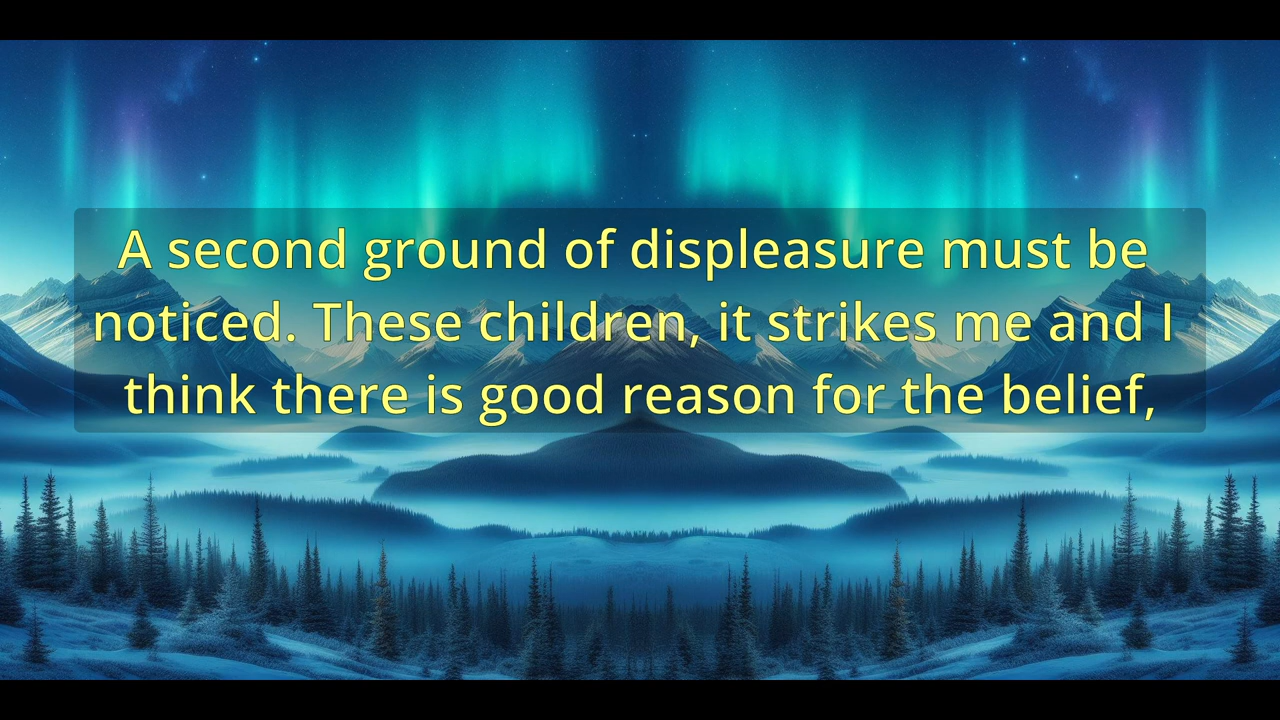 A second ground of displeasure must be
noticed. These children, it strikes me and I
think there is good reason for the belief,